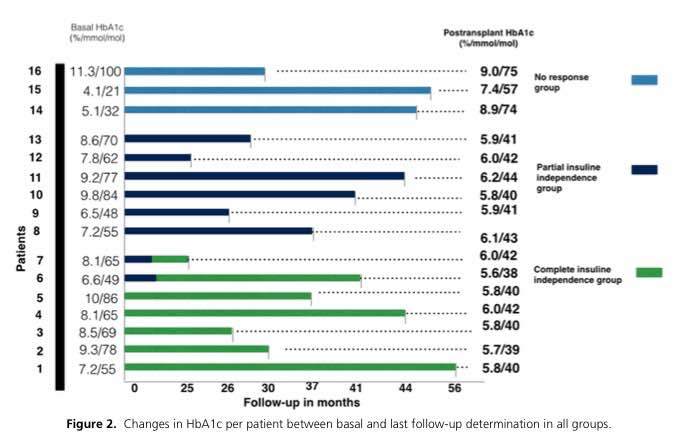 Basal HbA1c
(%/mmol/mol)
Postransplant HbA1c
(%/mmol/mol)
16 11.3/100 9.0/75
15 4.1/21 7.4/57
14 5.1/32 8.9/74
No response
group
13 8.6/70 5.9/41
12 7.8/62 6.0/42
11 9.2/77 6.2/44
10 9.8/84 5.8/40
9 6.5/48 5.9/41
8 7.2/55 6.1/43
Partial insuline
independence
group
7 8.1/65 6.0/42
6 6.6/49 5.6/38
5 10/86 5.8/40
4 8.1/65 6.0/42
3 8.5/69 5.8/40
2 9.3/78 5.7/39
1 7.2/55 5.8/40
Complete insuline
independence group
Patients
0 25 26 30 37 41 44 56
Follow-up in months
Figure 2. Changes in HbA1c per patient between basal and last follow-up determination in all groups.